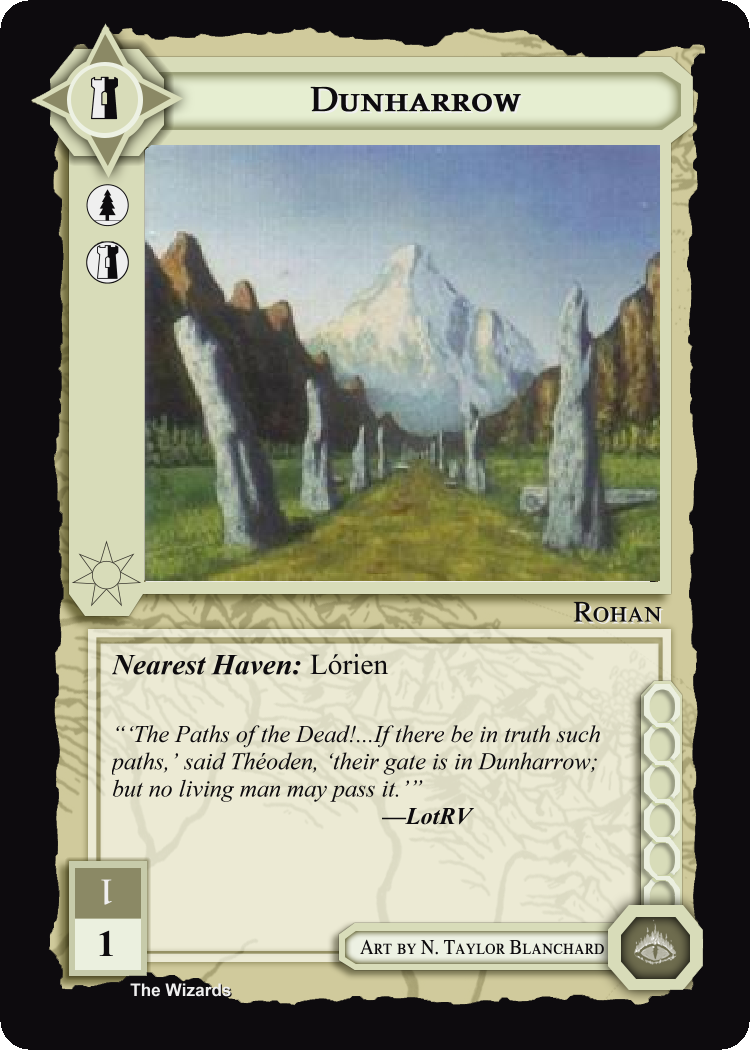 DUNHARROW
ROHAN
Nearest Haven: Lórien
“‘The Paths of the Dead!...If there be in truth such
paths,’ said Théoden, ‘their gate is in Dunharrow;
but no living man may pass it.’”
—LotRV
1
1
ART BY N. TAYLOR BLANCHARD
The Wizards